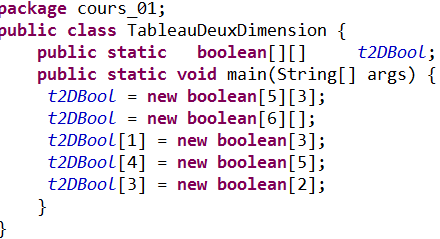 package cours_01;
public class TableauDeuxDimension {
public static boolean[][] t2DBool;
public static void main(String[] args) {
t2DBool = new boolean[5][3];
t2DBool = new boolean[6][];
t2DBool[1] = new boolean[3];
t2DBool[4] = new boolean[5];
t2DBool[3] = new boolean[2];
}
}